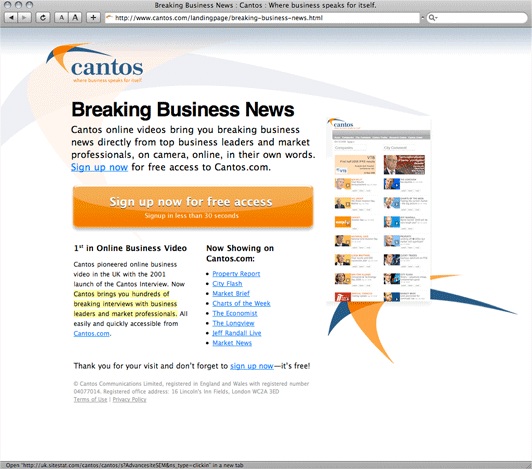 Breaking Business News : Cantos : Where business speaks for itself.
http://www.cantos.com/landingpage/breaking-business-news.html
A A
cantos
where business speaks for itself
Breaking Business News
Cantos online videos bring you breaking business
news directly from top business leaders and market
professionals, on camera, online, in their own words.
Sign up now for free access to Cantos.com.
Sign up now for free access
Signup in less than 30 seconds
1st in Online Business Video
Cantos pioneered online business
video in the UK with the 2001
launch of the Cantos Interview. Now
Cantos brings you hundreds of
breaking interviews with business
leaders and market professionals. All
easily and quickly accessible from
Cantos.com.
Now Showing on
Cantos.com:
Property Report
City Flash
Market Brief
Charts of the Week
The Economist
The Longview
Jeff Randall Live
Market News
cantos
Thank you for your visit and don't forget to sign up now—it's free!
© Cantos Communications Limited, registered in England and Wales with registered number
04077014. Registered office address: 16 Lincoln's Inn Fields, London WC2A 3ED
Terms of Use | Privacy Policy
Open "http://uk.sitestat.com/cantos/cantos/s?AdvancesiteSEM&ns_type=clickin" in a new tab